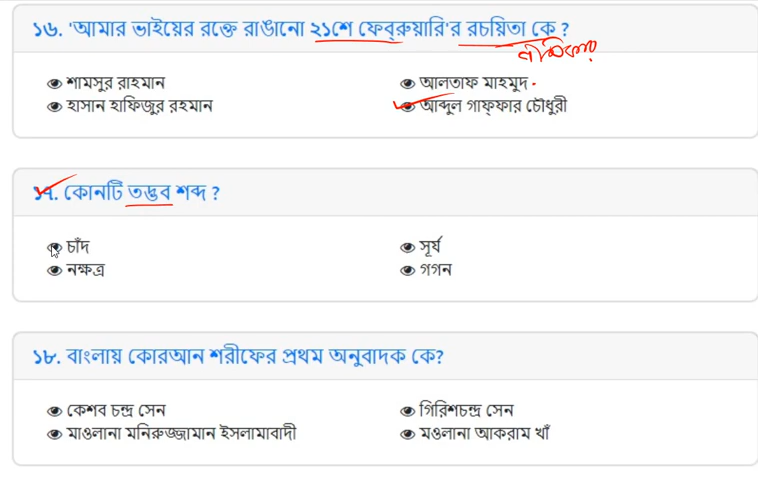 ১৬. 'আমার ভাইয়ের রক্তে রাঙানো ২১শে ফেব্রুয়ারি'র রচয়িতা কে ?
গীতিকার
শামসুর রাহমান
আলতাফ মাহমুদ
হাসান হাফিজুর রহমান
আব্দুল গাফ্ফার চৌধুরী
১৭. কোনটি তদ্ভব শব্দ ?
চাঁদ
সূর্য
নক্ষত্র
গগন
১৮. বাংলায় কোরআন শরীফের প্রথম অনুবাদক কে?
কেশব চন্দ্র সেন
গিরিশচন্দ্র সেন
মাওলানা মনিরুজ্জামান ইসলামাবাদী
মওলানা আকরাম খাঁ